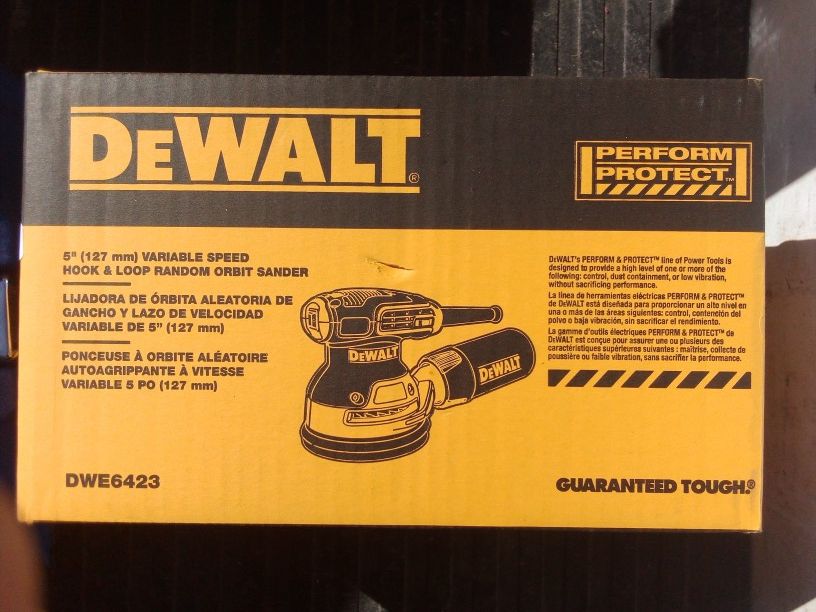 DEWALT®
PERFORM
PROTECT™
5" (127 mm) VARIABLE SPEED
HOOK & LOOP RANDOM ORBIT SANDER
LIJADORA DE ÓRBITA ALEATORIA DE
GANCHO Y LAZO DE VELOCIDAD
VARIABLE DE 5" (127 mm)
PONCEUSE À ORBITE ALÉATOIRE
AUTOAGRIPPANTE À VITESSE
VARIABLE 5 PO (127 mm)
DEWALT's PERFORM & PROTECT™ line of Power Tools is
designed to provide a high level of one or more of the
following: control, dust containment, or low vibration,
without sacrificing performance.
La línea de herramientas eléctricas PERFORM & PROTECT™
de DEWALT está diseñada para proporcionar un alto nivel en
una o más de las áreas siguientes: control, contención del
polvo o baja vibración, sin sacrificar el rendimiento.
La gamme d'outils électriques PERFORM & PROTECT™ de
DEWALT est conçue pour assurer une ou plusieurs des
caractéristiques supérieures suivantes : maîtrise, collecte de
poussière ou faible vibration, sans sacrifier la performance.
DEWALT
DEWALT
DWE6423
GUARANTEED TOUGH.®